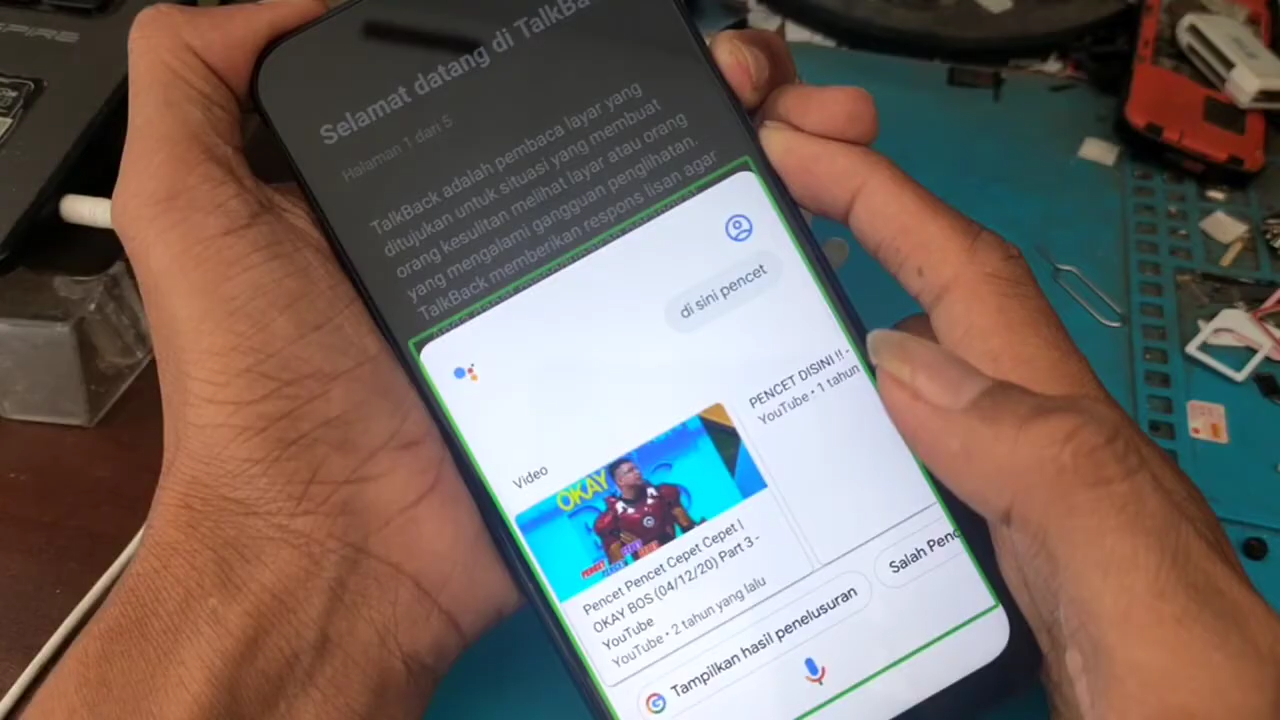 Selamat datang di TalkBa
Halaman 1 dari 5
TalkBack adalah pembaca layar yang
ditujukan untuk situasi yang membuat
orang kesulitan melihat layar atau orang
yang mengalami gangguan penglihatan.
TalkBack memberikan respons lisan agar
di sini pencet
Video
OKAY
PENCET
Pencet Pencet Cepet Cepet |
OKAY BOS (04/12/20) Part 3 -
YouTube
YouTube • 2 tahun yang lalu
PENCET DISINI !! -
YouTube • 1 tahun
Tampilkan hasil penelusuran
Salah Penc